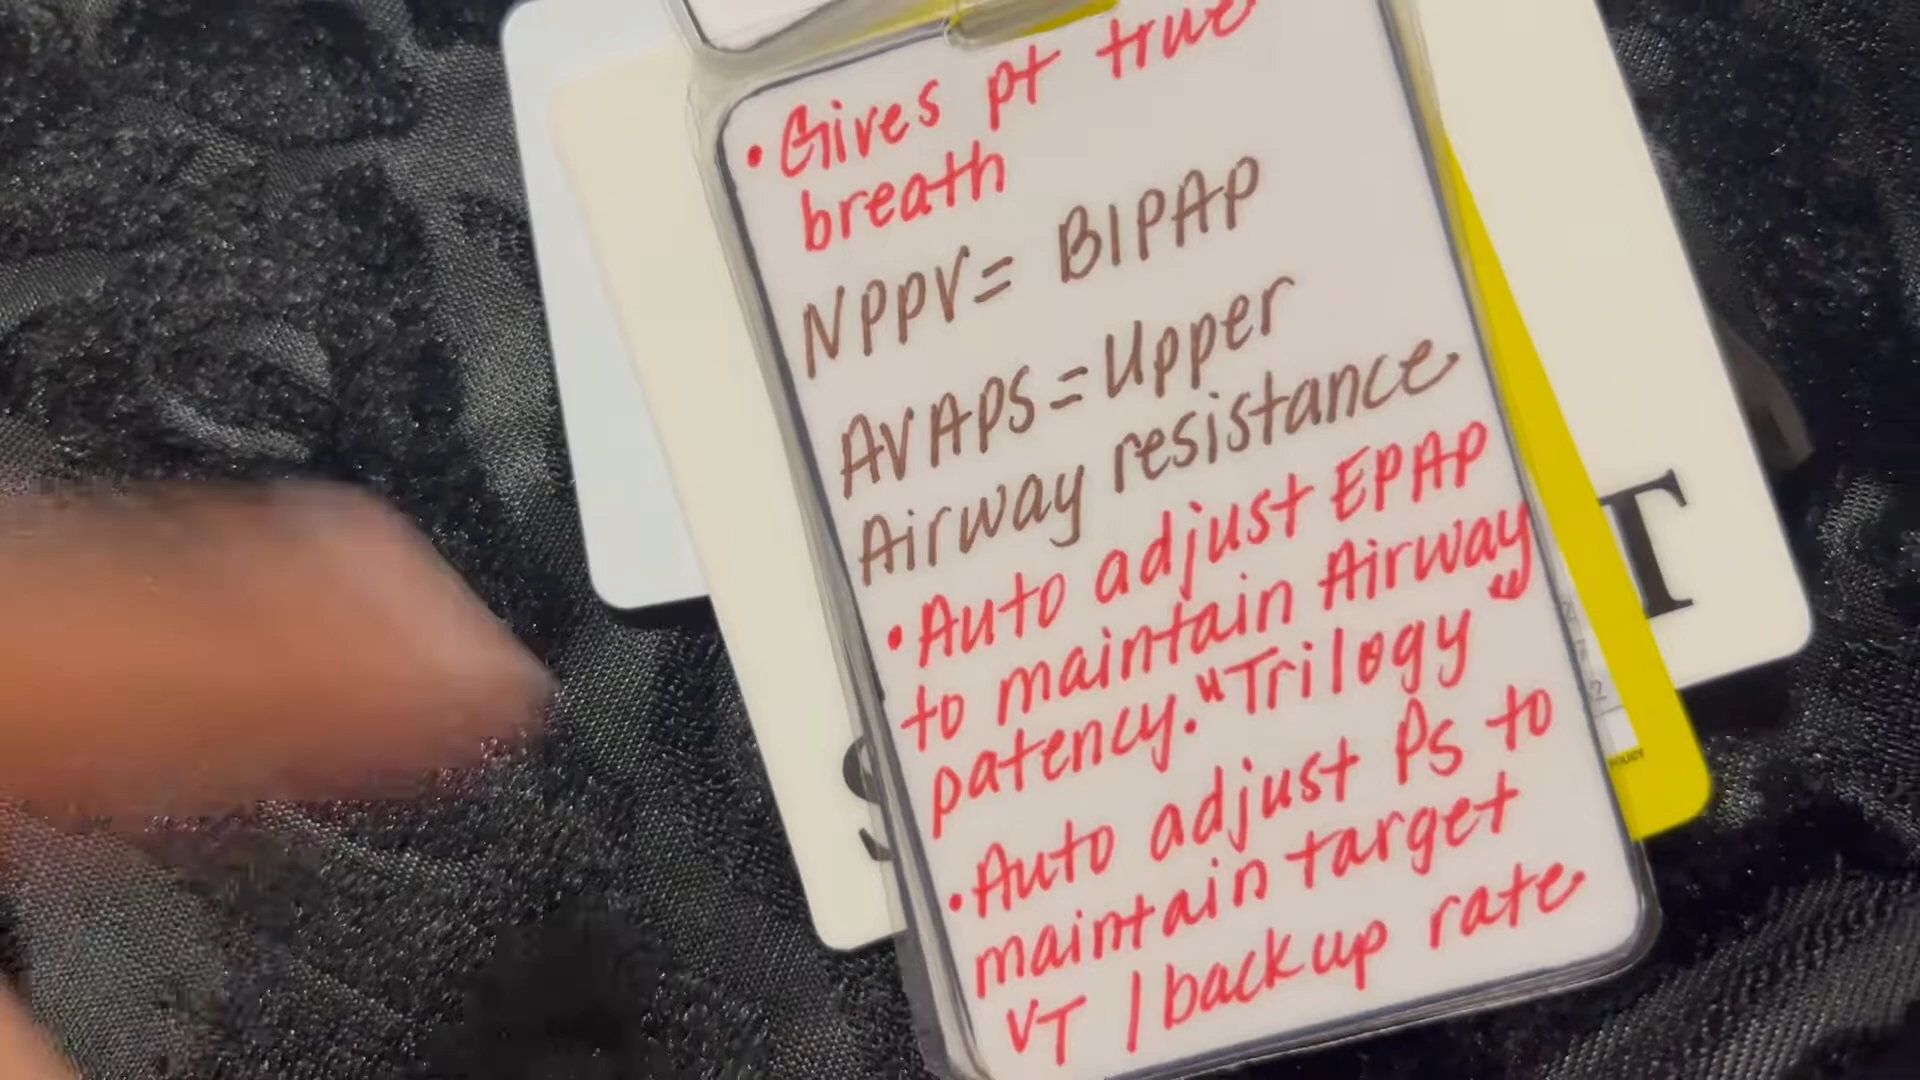 • Gives pt true
breath
NPPV = BIPAP
AVAPS = Upper
Airway resistance
• Auto adjust EPAP
to maintain Airway
patency. "Trilogy"
• Auto adjust Ps to
maintain target
VT / backup rate
T
POLICY